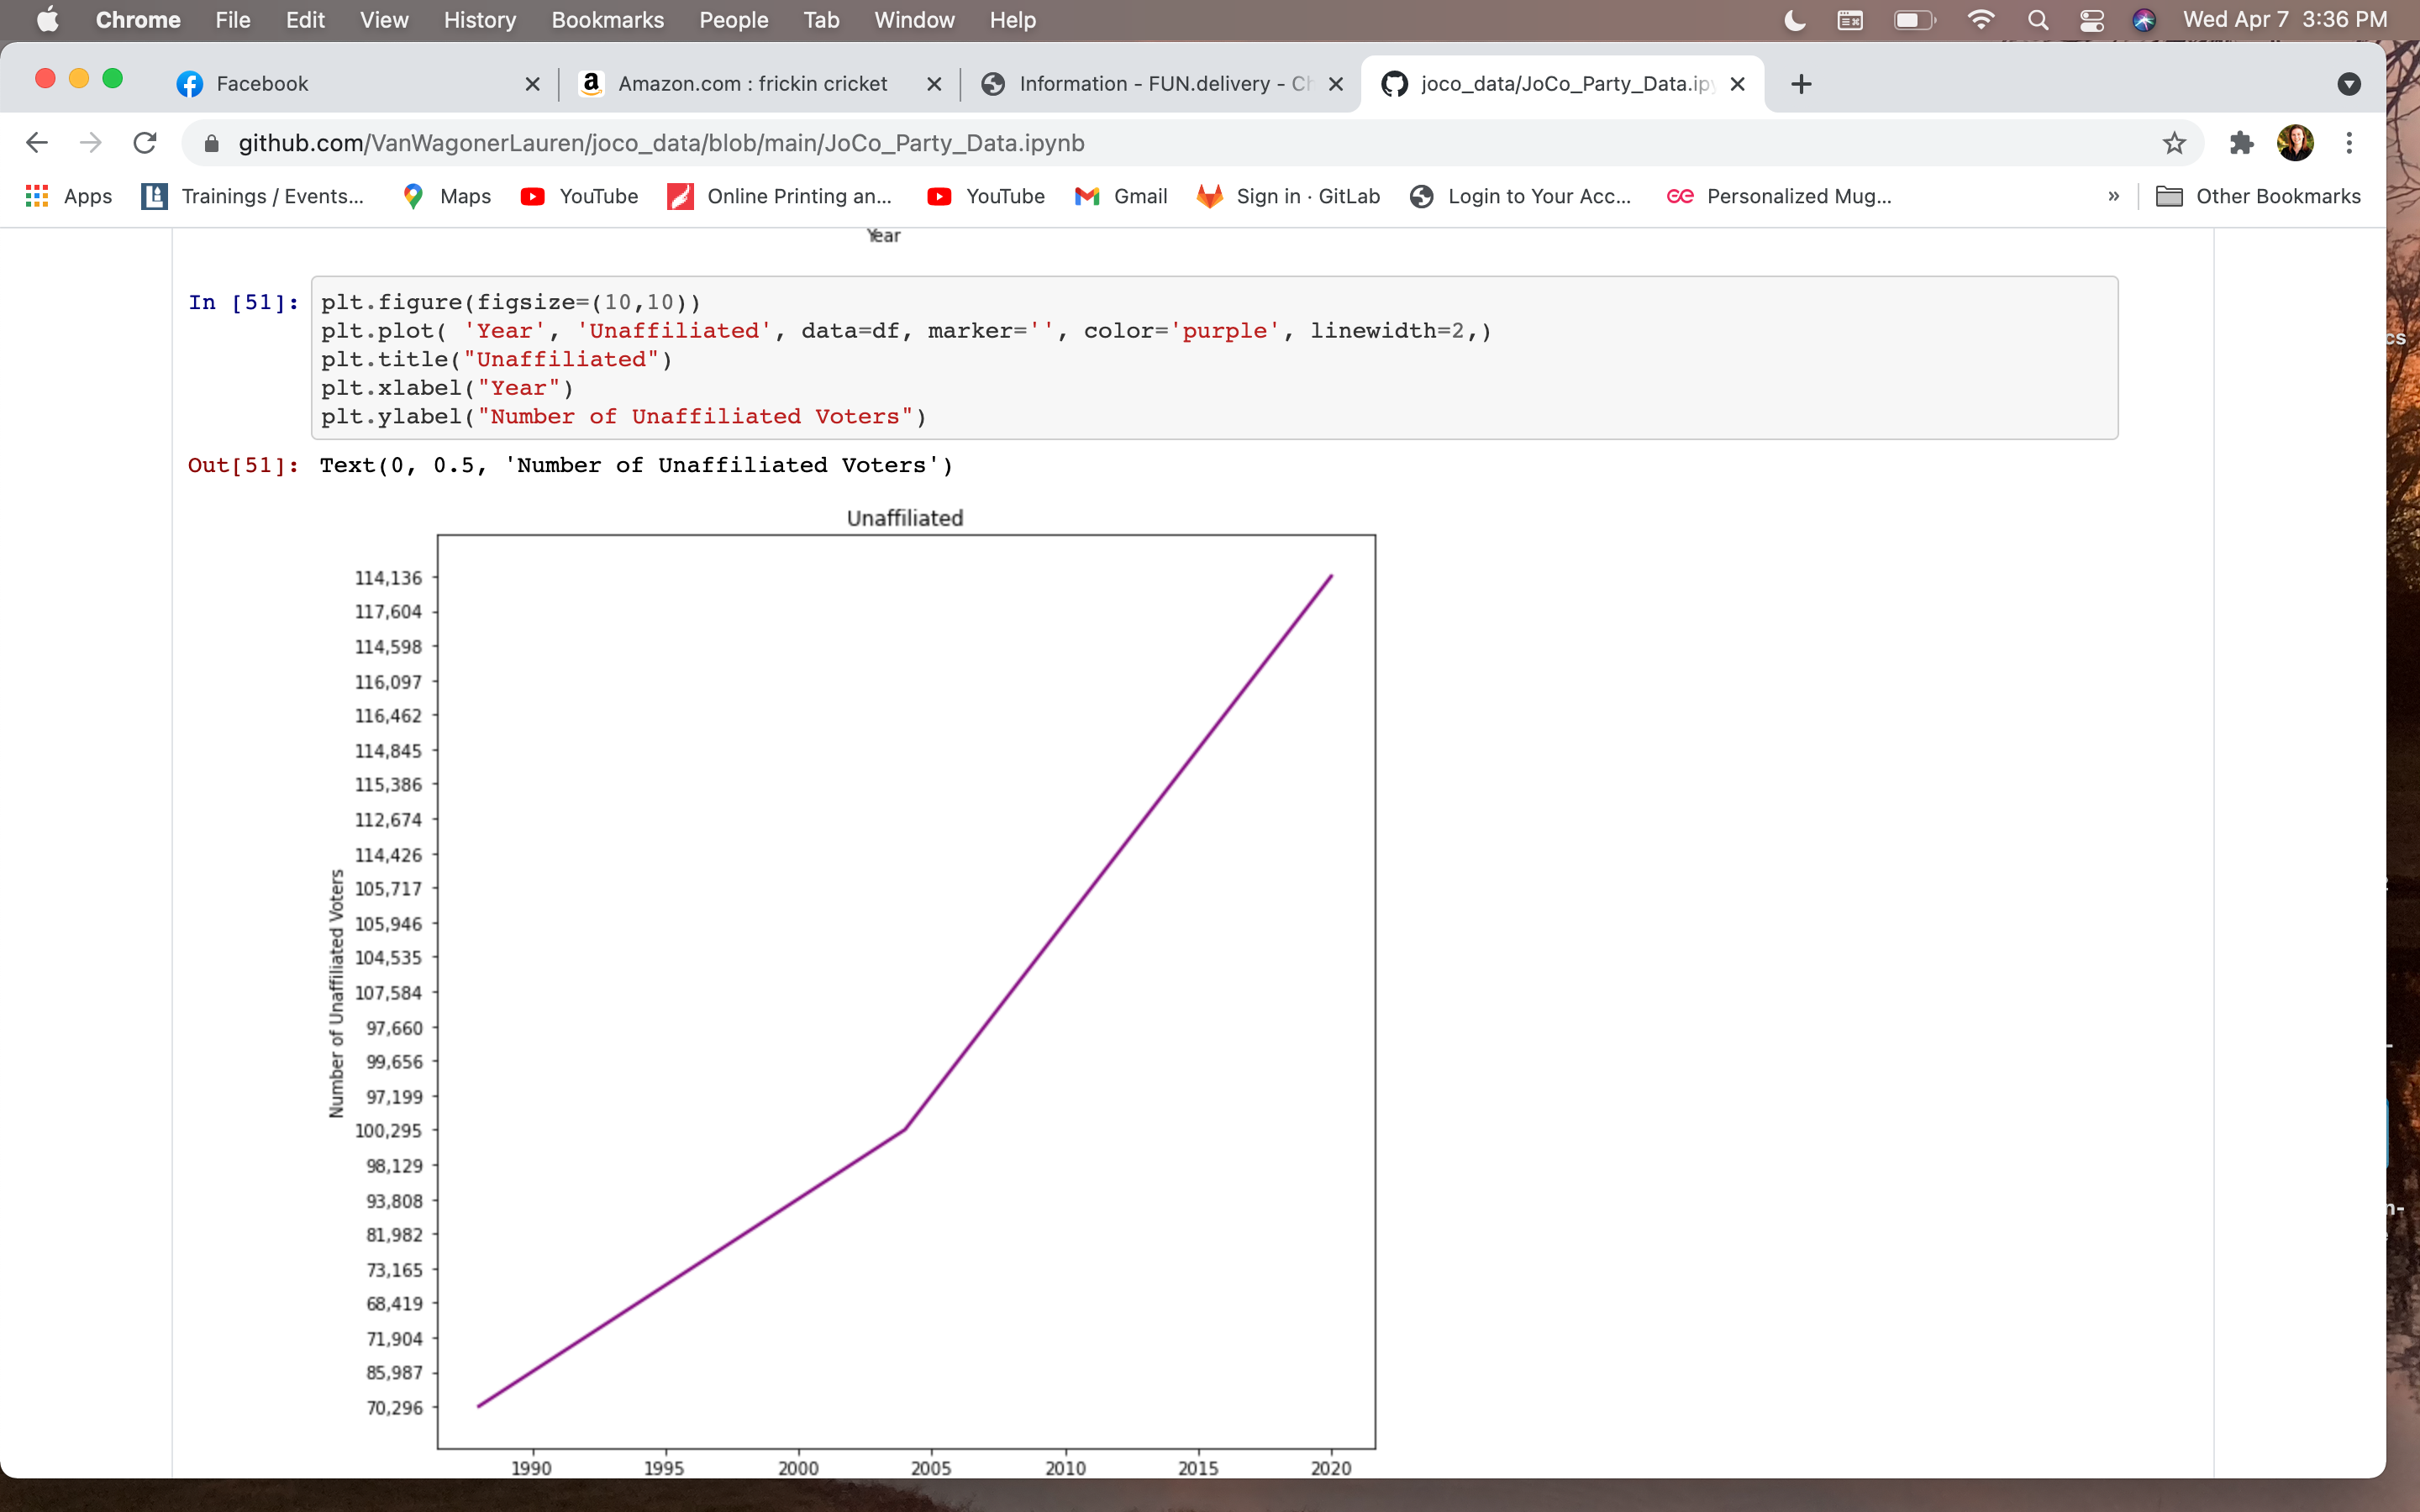 Chrome File Edit View History Bookmarks People Tab Window Help Wed Apr 7 3:36 PM
Facebook Amazon.com : frickin cricket Information - FUN.delivery - Ch joco_data/JoCo_Party_Data.ipy
github.com/VanWagonerLauren/joco_data/blob/main/JoCo_Party_Data.ipynb
Apps Trainings / Events... Maps YouTube Online Printing an... YouTube Gmail Sign in · GitLab Login to Your Acc... Personalized Mug... » Other Bookmarks
Year
In [51]: plt.figure(figsize=(10,10))
plt.plot( 'Year', 'Unaffiliated', data=df, marker='', color='purple', linewidth=2,)
plt.title("Unaffiliated")
plt.xlabel("Year")
plt.ylabel("Number of Unaffiliated Voters")
Out[51]: Text(0, 0.5, 'Number of Unaffiliated Voters')
Unaffiliated
114,136
117,604
114,598
116,097
116,462
114,845
115,386
112,674
114,426
105,717
105,946
104,535
107,584
97,660
99,656
97,199
100,295
98,129
93,808
81,982
73,165
68,419
71,904
85,987
70,296
Number of Unaffiliated Voters
1990 1995 2000 2005 2010 2015 2020
cs